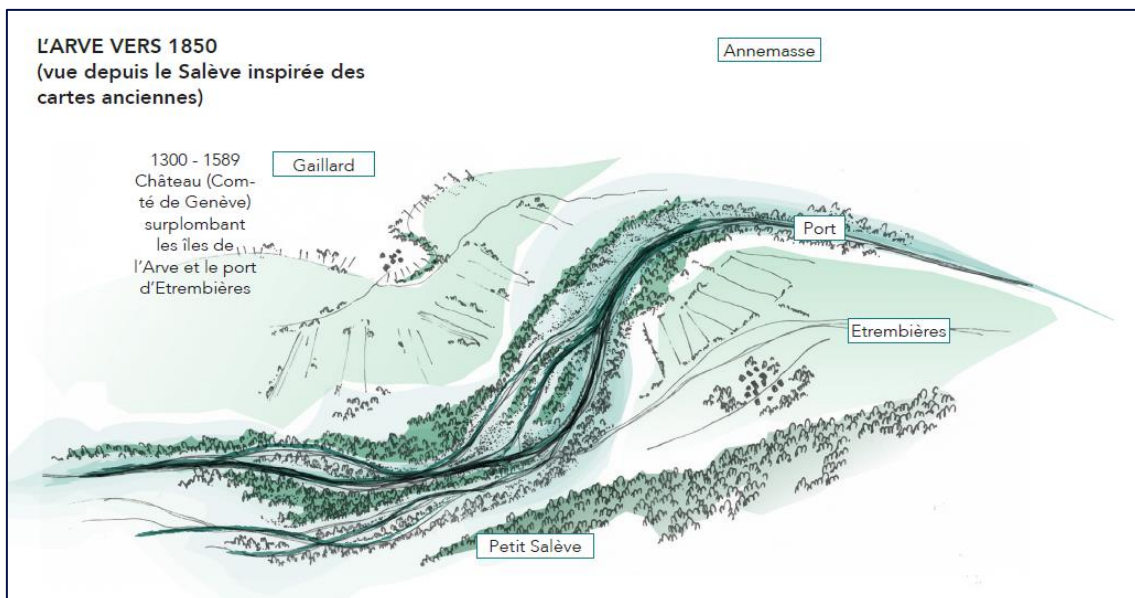 L'ARVE VERS 1850
(vue depuis le Salève inspirée des
cartes anciennes)
Annemasse
1300 - 1589
Château (Com-
té de Genève)
surplombant
les îles de
l'Arve et le port
d'Etrembières
Gaillard
Port
Etrembières
Petit Salève